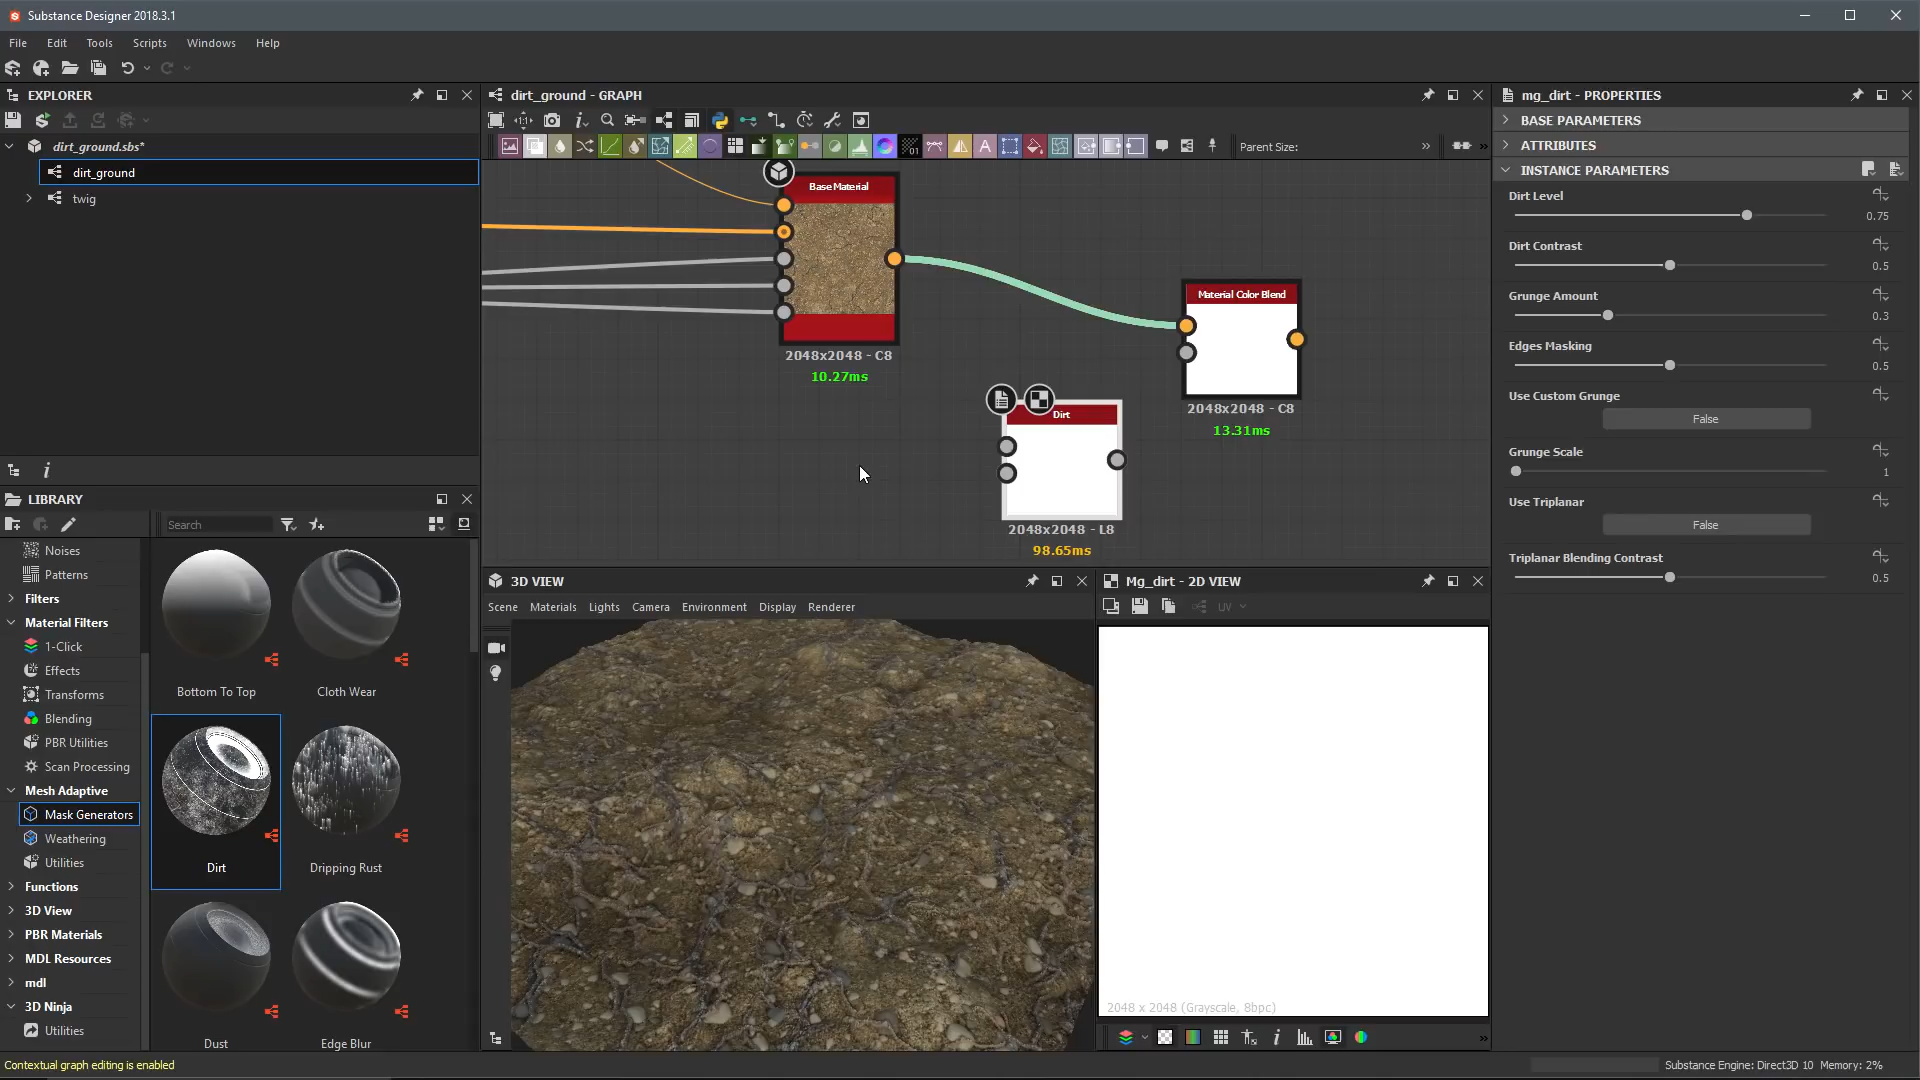 Substance Designer 2018.3.1
File Edit Tools Scripts Windows Help
EXPLORER
dirt_ground.sbs*
dirt_ground
twig
i
LIBRARY
Search
Noises
Patterns
Filters
Material Filters
1-Click
Effects
Transforms
Blending
PBR Utilities
Scan Processing
Mesh Adaptive
Mask Generators
Weathering
Utilities
Functions
3D View
PBR Materials
MDL Resources
mdl
3D Ninja
Utilities
Bottom To Top
Cloth Wear
Dirt
Dripping Rust
Dust
Edge Blur
dirt_ground - GRAPH
Parent Size:
Base Material
2048x2048 - C8
10.27ms
Material Color Blend
2048x2048 - C8
13.31ms
Dirt
2048x2048 - L8
98.65ms
3D VIEW
Scene Materials Lights Camera Environment Display Renderer
Mg_dirt - 2D VIEW
UV
2048 x 2048 (Grayscale, 8bpc)
mg_dirt - PROPERTIES
BASE PARAMETERS
ATTRIBUTES
INSTANCE PARAMETERS
Dirt Level
0.75
Dirt Contrast
0.5
Grunge Amount
0.3
Edges Masking
0.5
Use Custom Grunge
False
Grunge Scale
1
Use Triplanar
False
Triplanar Blending Contrast
0.5
Contextual graph editing is enabled
Substance Engine: Direct3D 10 Memory: 2%